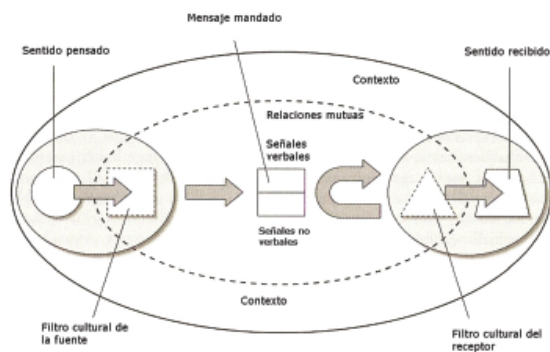 Mensaje mandado
Sentido pensado
Sentido recibido
Contexto
Relaciones mutuas
Señales
verbales
Señales no
verbales
Contexto
Filtro cultural de
la fuente
Filtro cultural del
receptor